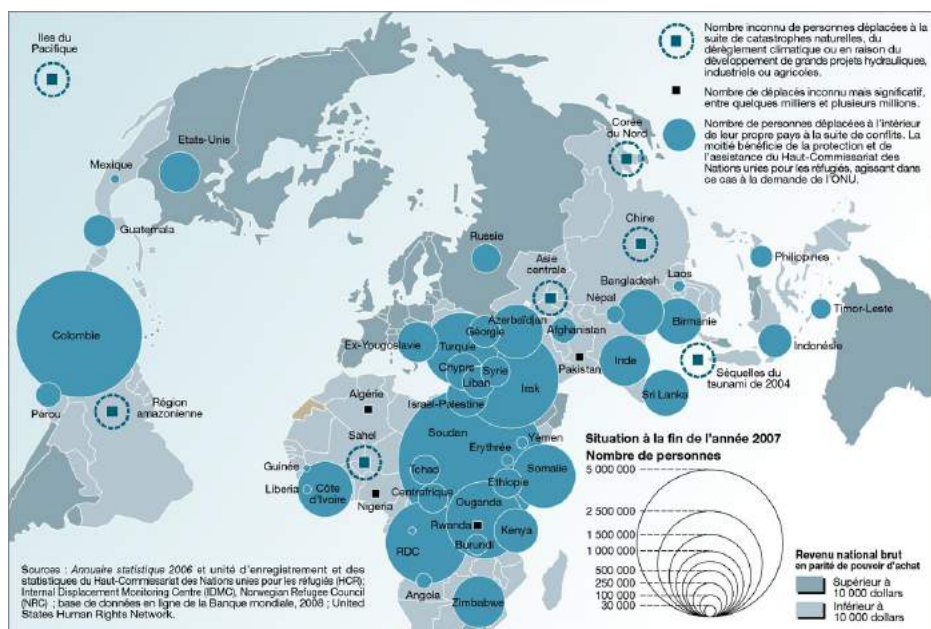 Iles du
Pacifique
Nombre inconnu de personnes déplacées à la
suite de catastrophes naturelles, du
dérèglement climatique ou en raison du
développement de grands projets hydrauliques,
industriels ou agricoles.
Nombre de déplacés inconnu mais significatif,
entre quelques milliers et plusieurs millions.
Nombre de personnes déplacées à l'intérieur
de leur propre pays à la suite de conflits. La
moitié bénéficie de la protection et de
l'assistance du Haut-Commissariat des
Nations unies pour les réfugiés, agissant dans
ce cas à la demande de l'ONU.
Etats-Unis
Mexique
Guatemala
Colombie
Pérou
Région
amazonienne
Corée
du Nord
Chine
Russie
Asie
centrale
Bangladesh
Laos
Népal
Philippines
Timor-Leste
Birmanie
Indonésie
Azerbaïdjan
Géorgie
Afghanistan
Ex-Yougoslavie
Turquie
Chypre
Syrie
Liban
Irak
Pakistan
Inde
Séquelles du
tsunami de 2004
Sri Lanka
Israël-Palestine
Algérie
Sahel
Soudan
Yémen
Erythrée
Guinée
Tchad
Somalie
Liberia
Côte
d'Ivoire
Centrafrique
Ethiopie
Nigeria
Ouganda
Rwanda
Kenya
RDC
Burundi
Angola
Zimbabwe
Situation à la fin de l'année 2007
Nombre de personnes
5 000 000
2 500 000
1 500 000
1 000 000
500 000
250 000
100 000
30 000
Revenu national brut
en parité de pouvoir d'achat
Supérieur à
10 000 dollars
Inférieur à
10 000 dollars
Sources : Annuaire statistique 2006 et unité d'enregistrement et des
statistiques du Haut-Commissariat des Nations unies pour les réfugiés (HCR);
Internal Displacement Monitoring Centre (IDMC), Norwegian Refugee Council
(NRC) ; base de données en ligne de la Banque mondiale, 2008 ; United
States Human Rights Network.